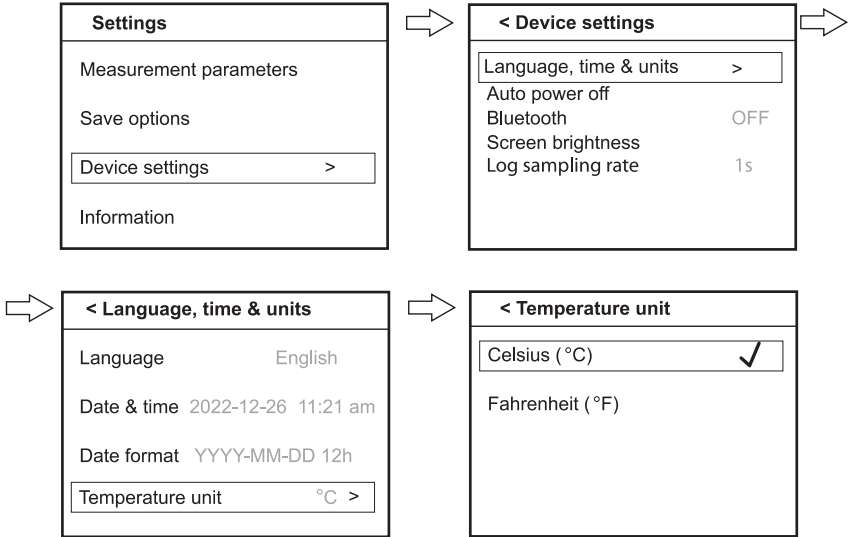 Settings
Measurement parameters
Save options
Device settings >
Information
< Device settings
Language, time & units >
Auto power off
Bluetooth OFF
Screen brightness
Log sampling rate 1s
< Language, time & units
Language English
Date & time 2022-12-26 11:21 am
Date format YYYY-MM-DD 12h
Temperature unit °C >
< Temperature unit
Celsius (°C)
Fahrenheit (°F)